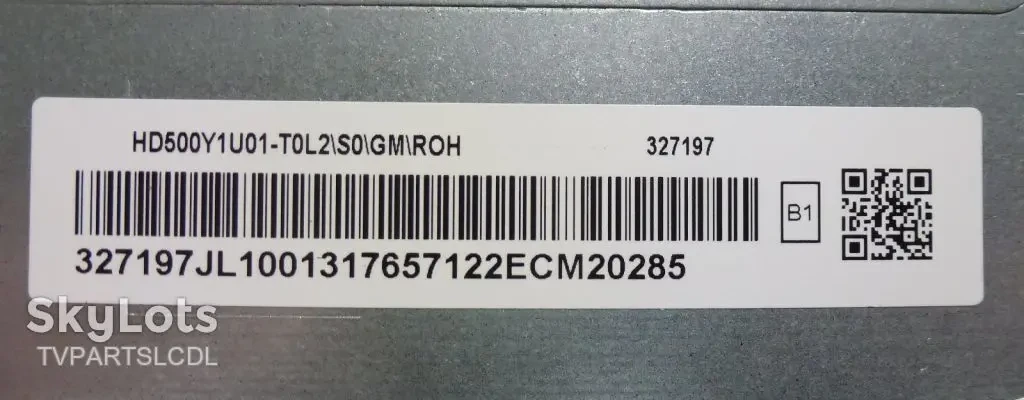 HD500Y1U01-T0L2\S0\GM\ROH 327197
B1
327197JL1001317657122ECM20285
SkyLots
TVPARTSLCDL